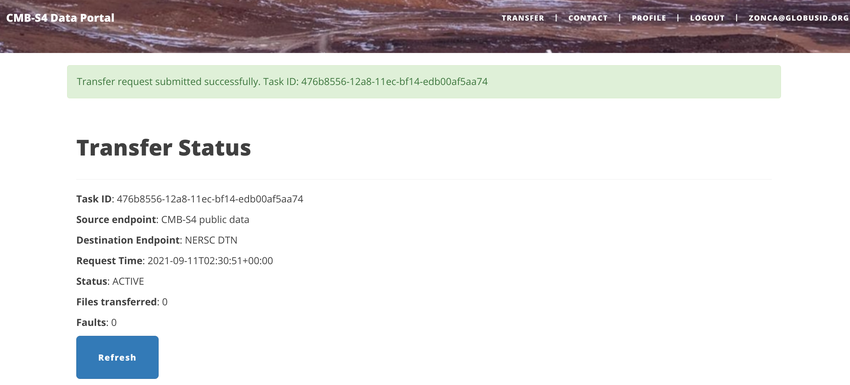 CMB-S4 Data Portal
TRANSFER | CONTACT | PROFILE | LOGOUT | ZONCA@GLOBUSID.ORG
Transfer request submitted successfully. Task ID: 476b8556-12a8-11ec-bf14-edb00af5aa74
Transfer Status
Task ID: 476b8556-12a8-11ec-bf14-edb00af5aa74
Source endpoint: CMB-S4 public data
Destination Endpoint: NERSC DTN
Request Time: 2021-09-11T02:30:51+00:00
Status: ACTIVE
Files transferred: 0
Faults: 0
Refresh